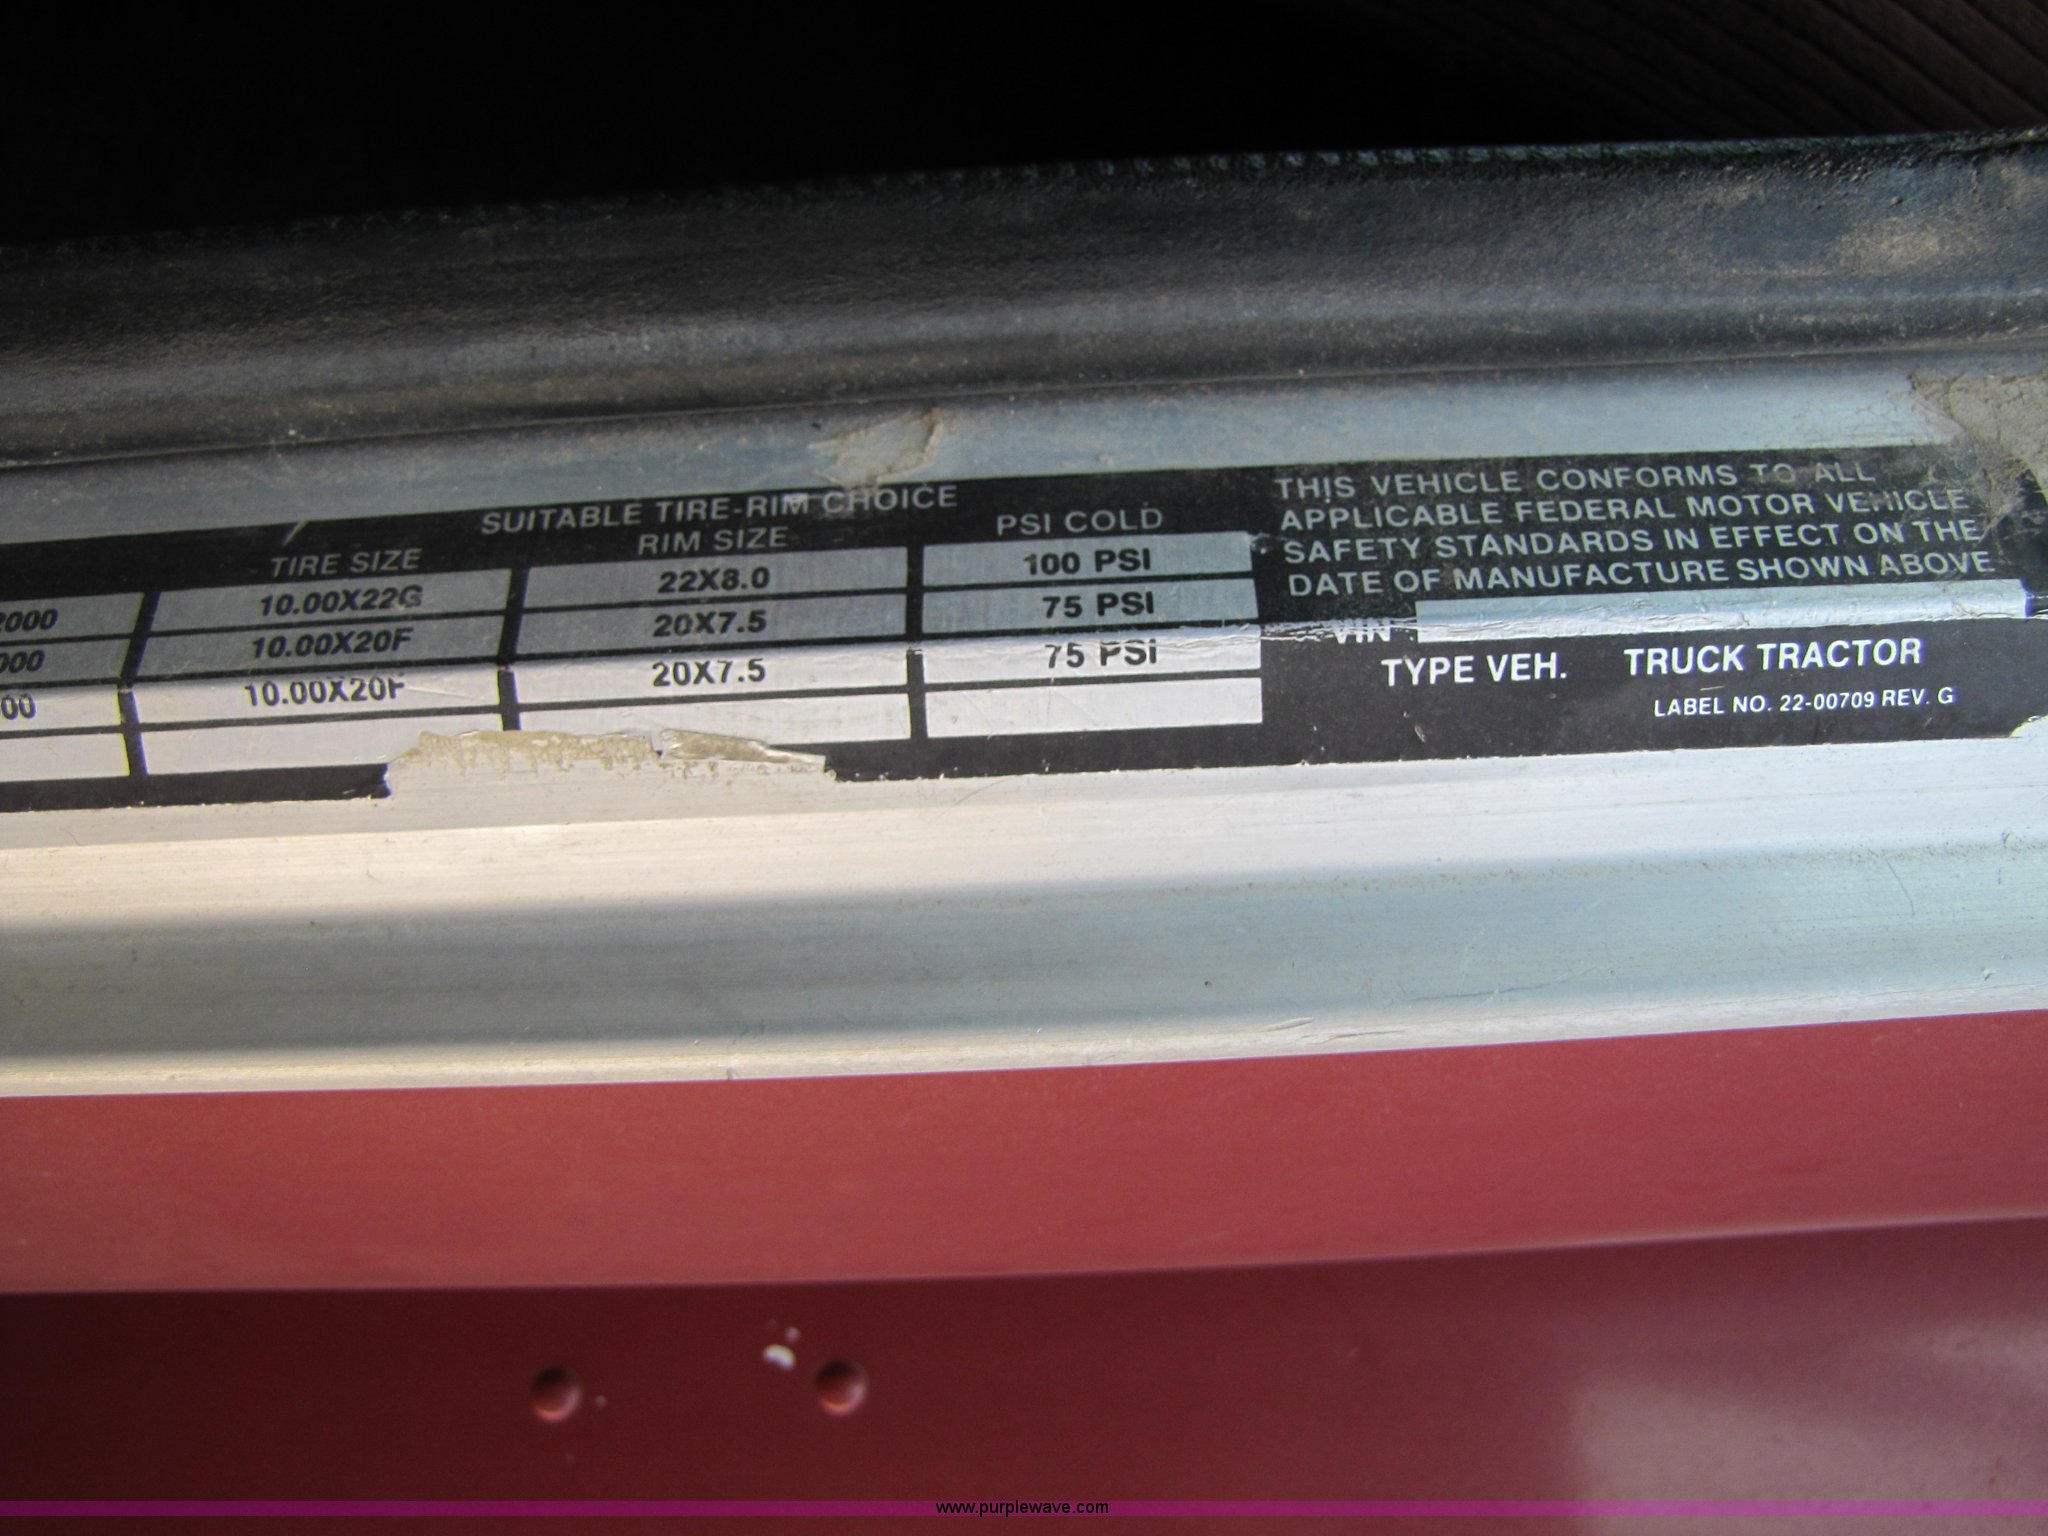 SUITABLE TIRE-RIM CHOICE
TIRE SIZE RIM SIZE PSI COLD
2000 10.00X22G 22X8.0 100 PSI
000 10.00X20F 20X7.5 75 PSI
00 10.00X20F 20X7.5 75 PSI
THIS VEHICLE CONFORMS TO ALL
APPLICABLE FEDERAL MOTOR VEHICLE
SAFETY STANDARDS IN EFFECT ON THE
DATE OF MANUFACTURE SHOWN ABOVE
VIN
TYPE VEH. TRUCK TRACTOR
LABEL NO. 22-00709 REV. G
www.purplewave.com